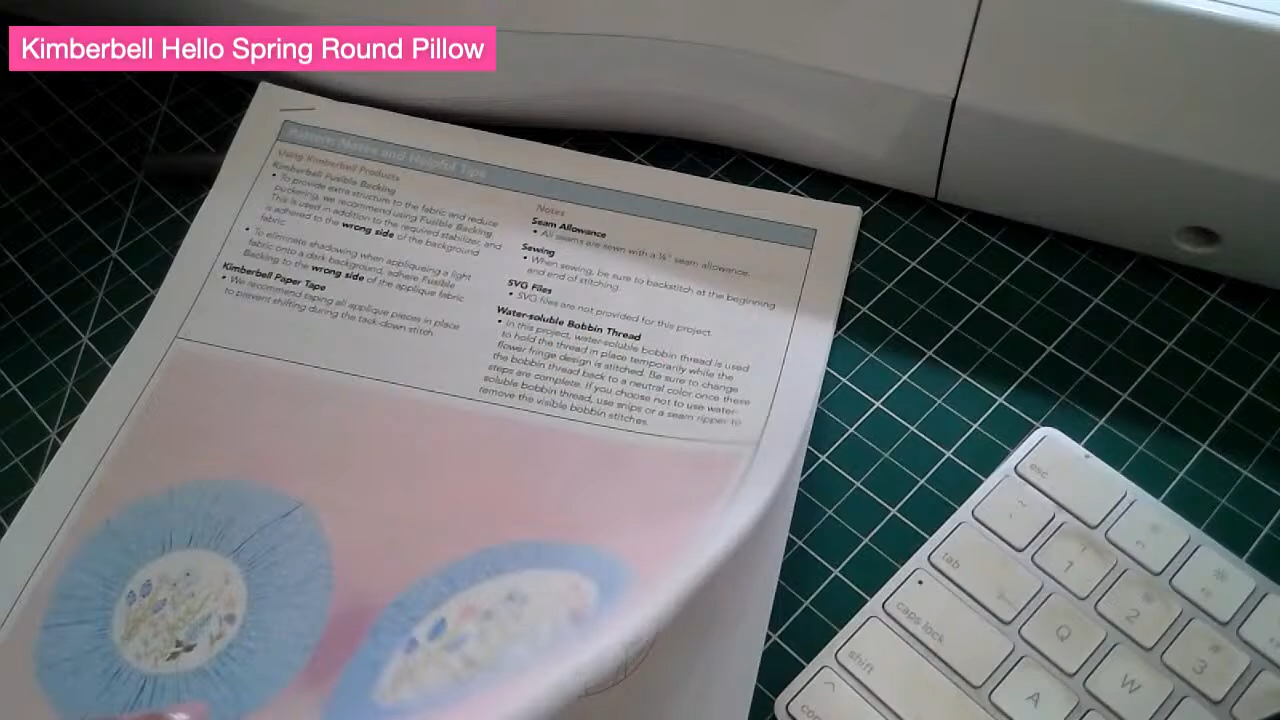 Kimberbell Hello Spring Round Pillow
Pattern Notes and Helpful Tips
Using Kimberbell Products
Kimberbell Fusible Backing
• To provide extra structure to the fabric and reduce
puckering, we recommend using Fusible Backing.
This is used in addition to the required stabilizer, and
is adhered to the wrong side of the background
fabric.
• To eliminate shadowing when appliqueing a light
fabric onto a dark background, adhere Fusible
Backing to the wrong side of the applique fabric
Kimberbell Paper Tape
• We recommend taping all applique pieces in place
to prevent shifting during the tack-down stitch.
Notes
Seam Allowance
• All seams are sewn with a ¼" seam allowance.
Sewing
• When sewing, be sure to backstitch at the beginning
and end of stitching.
SVG Files
• SVG files are not provided for this project.
Water-soluble Bobbin Thread
• In this project, water-soluble bobbin thread is used
to hold the thread in place temporarily while the
flower fringe design is stitched. Be sure to change
the bobbin thread back to a neutral color once these
steps are complete. If you choose not to use water-
soluble bobbin thread, use snips or a seam ripper to
remove the visible bobbin stitches.
esc
~
! 1
2
# 3
tab
Q
W
caps lock
A
shift